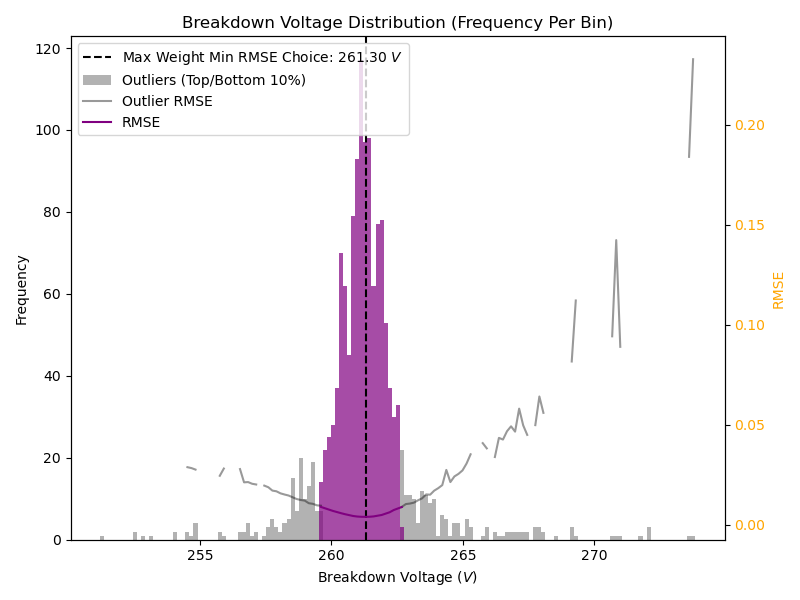 Breakdown Voltage Distribution (Frequency Per Bin)
Max Weight Min RMSE Choice: 261.30 V
Outliers (Top/Bottom 10%)
Outlier RMSE
RMSE
120
100
80
60
40
20
0
Frequency
0.20
0.15
0.10
0.05
0.00
RMSE
255 260 265 270
Breakdown Voltage (V)